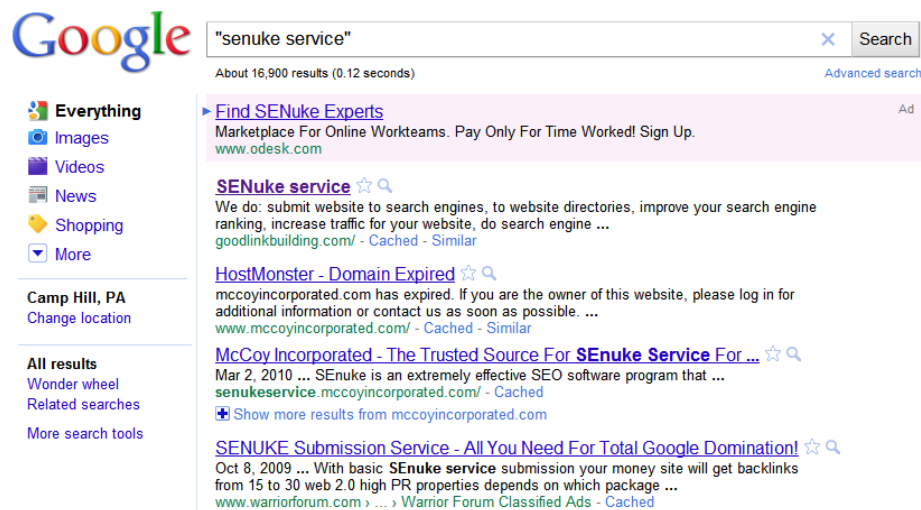 Google
"senuke service"
Search
About 16,900 results (0.12 seconds)
Advanced search
Everything
Images
Videos
News
Shopping
More
Camp Hill, PA
Change location
All results
Wonder wheel
Related searches
More search tools
Find SENuke Experts
Ad
Marketplace For Online Workteams. Pay Only For Time Worked! Sign Up.
www.odesk.com
SENuke service
We do: submit website to search engines, to website directories, improve your search engine
ranking, increase traffic for your website, do search engine ...
goodlinkbuilding.com/ - Cached - Similar
HostMonster - Domain Expired
mccoyincorporated.com has expired. If you are the owner of this website, please log in for
additional information or contact us as soon as possible. ...
www.mccoyincorporated.com/ - Cached - Similar
McCoy Incorporated - The Trusted Source For SEnuke Service For ...
Mar 2, 2010 ... SEnuke is an extremely effective SEO software program that ...
senukeservice.mccoyincorporated.com/ - Cached
Show more results from mccoyincorporated.com
SENUKE Submission Service - All You Need For Total Google Domination!
Oct 8, 2009 ... With basic SEnuke service submission your money site will get backlinks
from 15 to 30 web 2.0 high PR properties depends on which package ...
www.warriorforum.com › ... › Warrior Forum Classified Ads - Cached